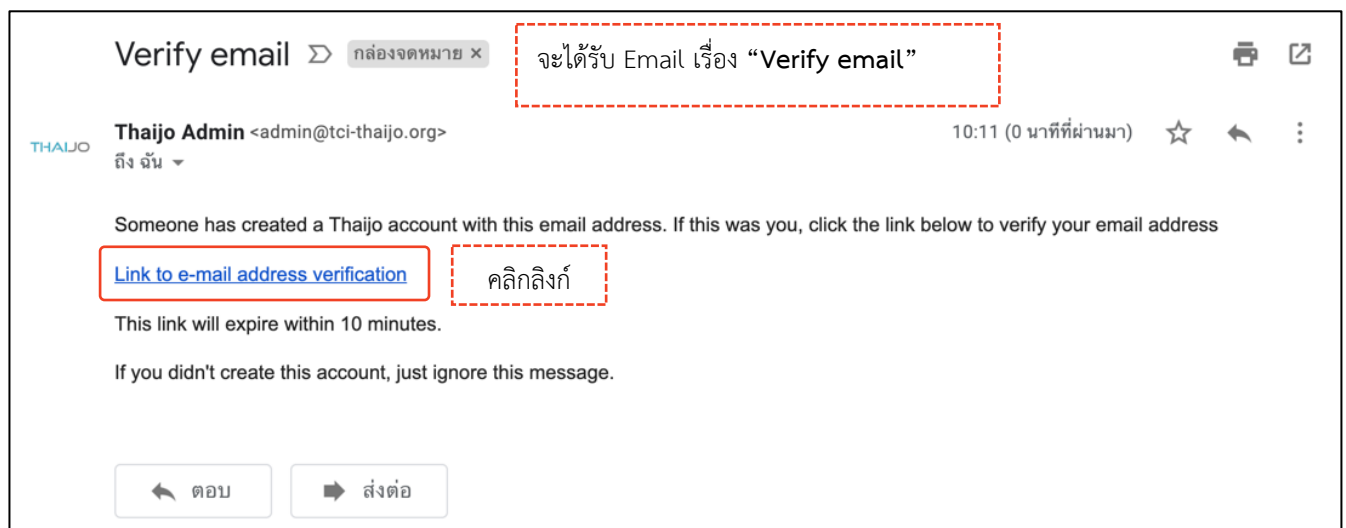 Verify email กล่องจดหมาย ×
จะได้รับ Email เรื่อง “Verify email”
THAIJO
Thaijo Admin <admin@tci-thaijo.org>
10:11 (0 นาทีที่ผ่านมา)
ถึง ฉัน
Someone has created a Thaijo account with this email address. If this was you, click the link below to verify your email address
Link to e-mail address verification
คลิกลิงก์
This link will expire within 10 minutes.
If you didn't create this account, just ignore this message.
ตอบ
ส่งต่อ